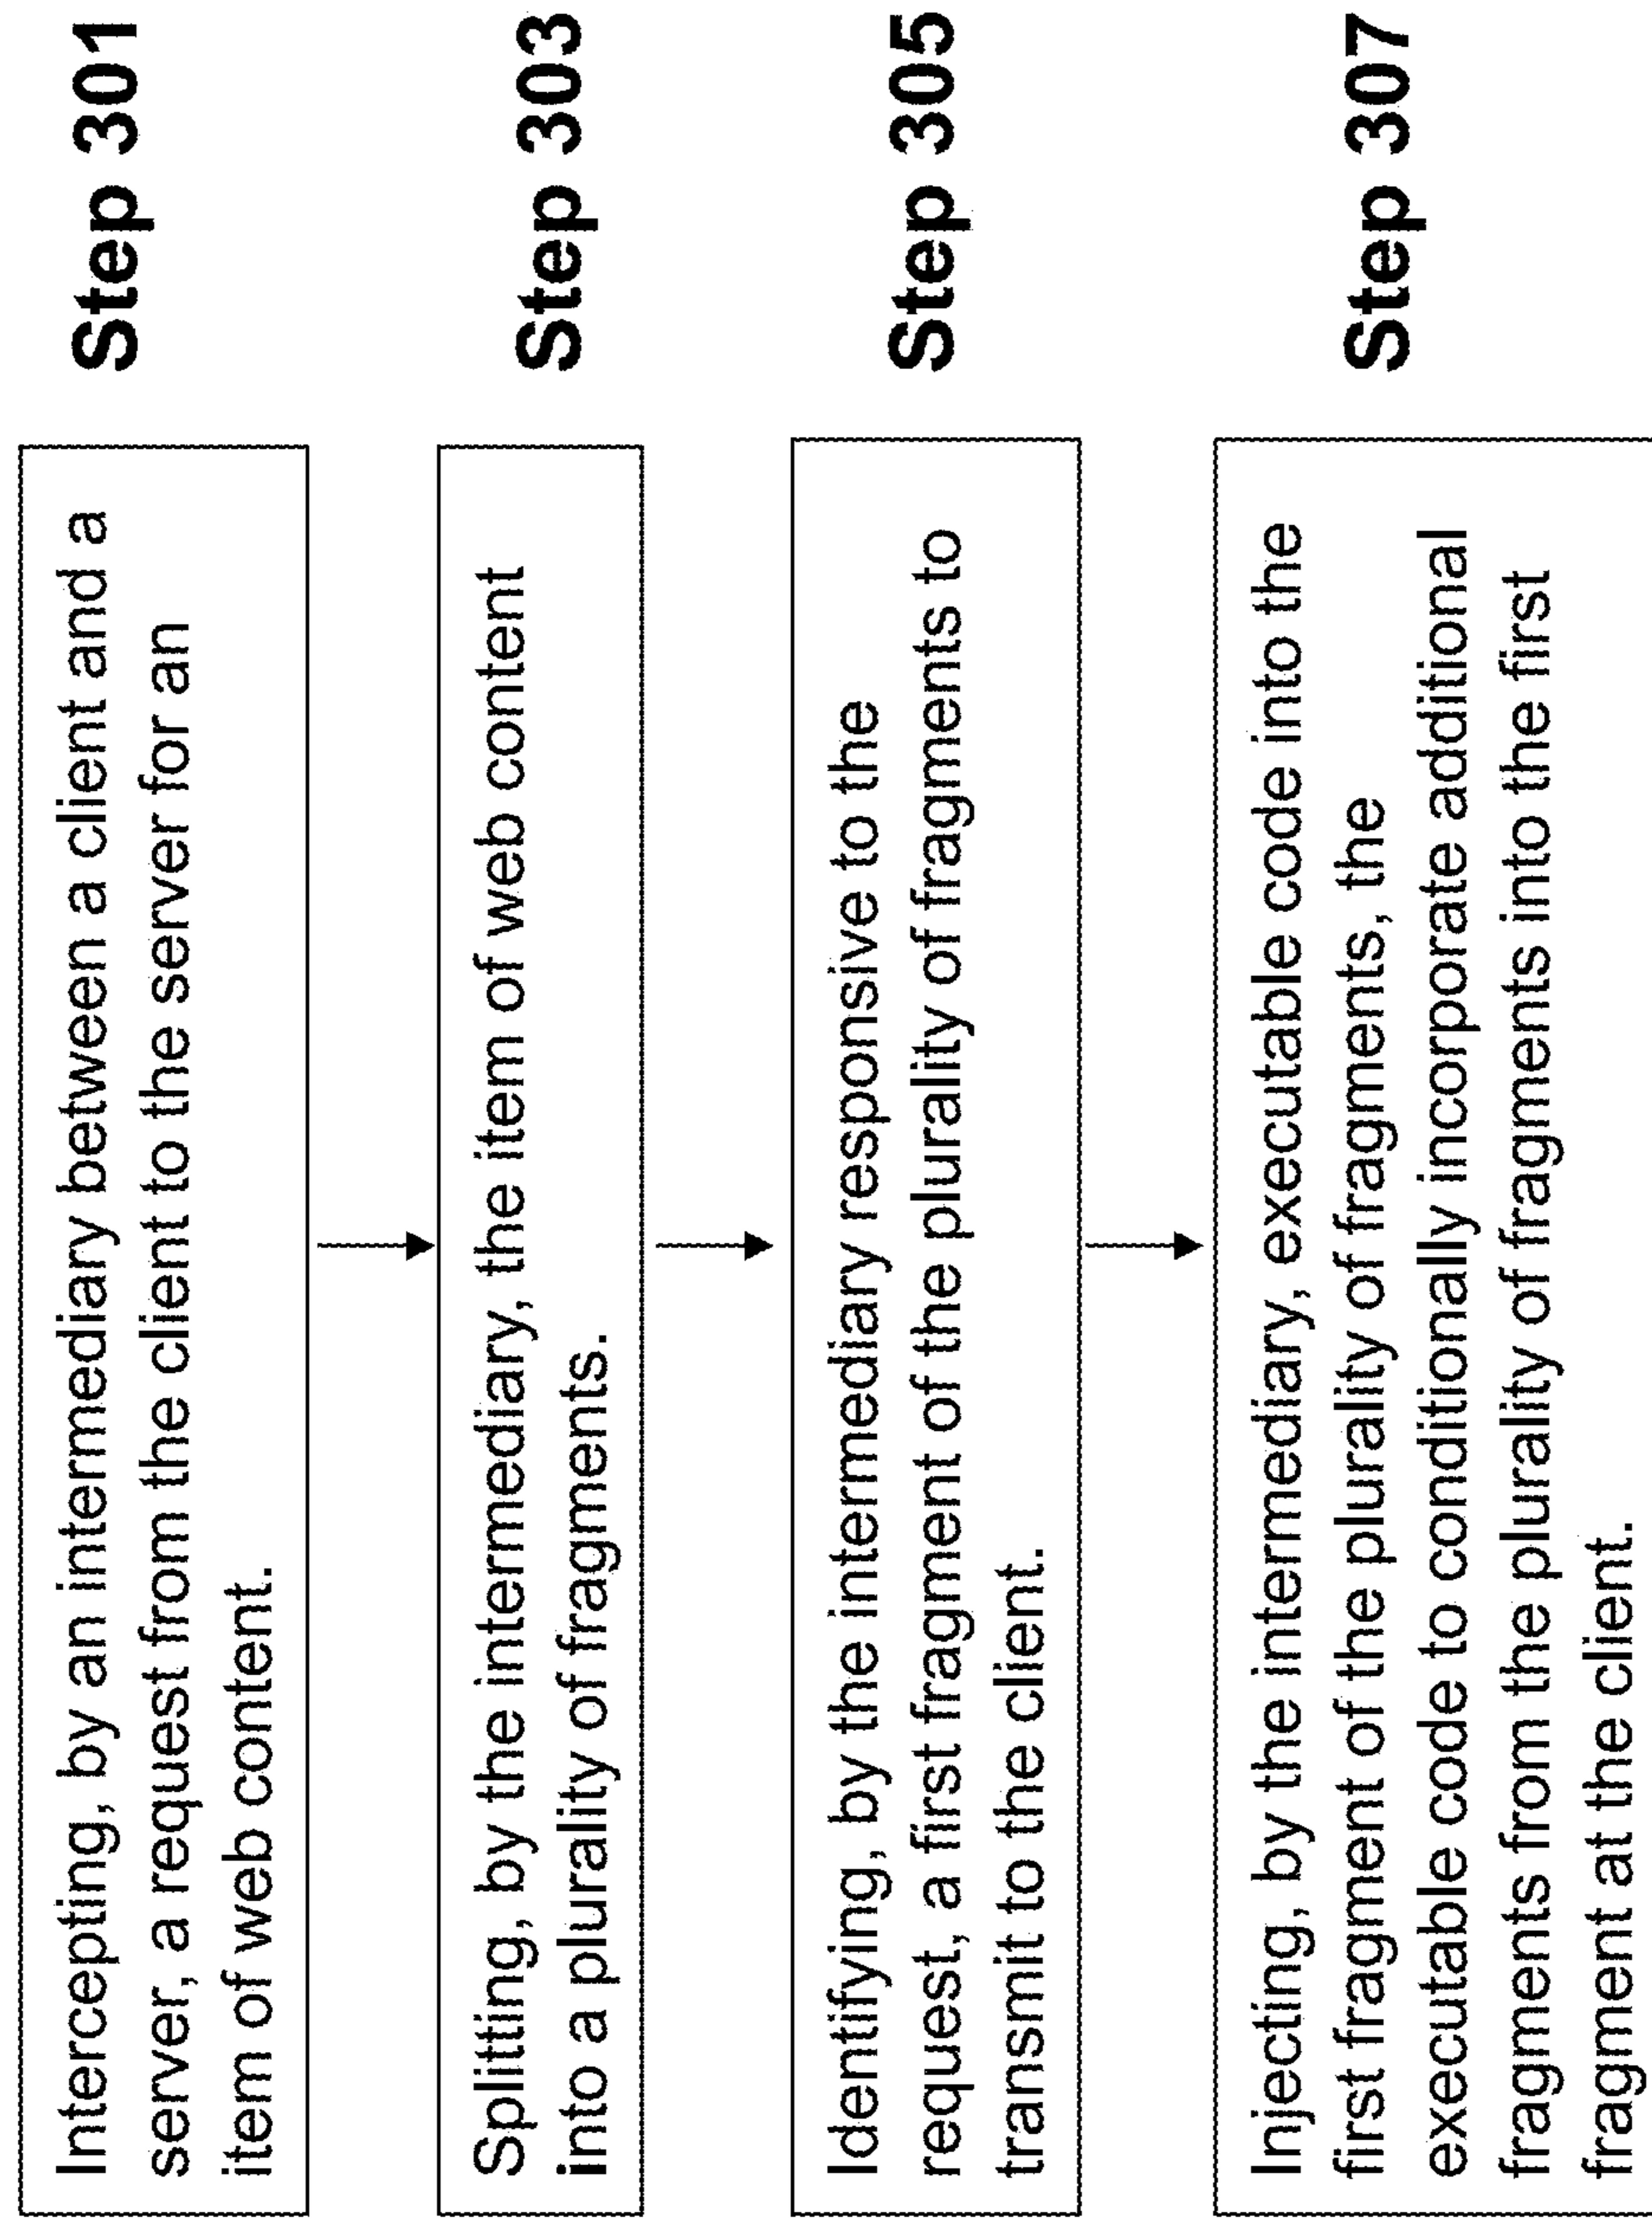 Intercepting, by an intermediary between a client and a
server, a request from the client to the server for an
item of web content.
Step 301
Splitting, by the intermediary, the item of web content
into a plurality of fragments.
Step 303
Identifying, by the intermediary responsive to the
request, a first fragment of the plurality of fragments to
transmit to the client.
Step 305
Injecting, by the intermediary, executable code into the
first fragment of the plurality of fragments, the
executable code to conditionally incorporate additional
fragments from the plurality of fragments into the first
fragment at the client.
Step 307